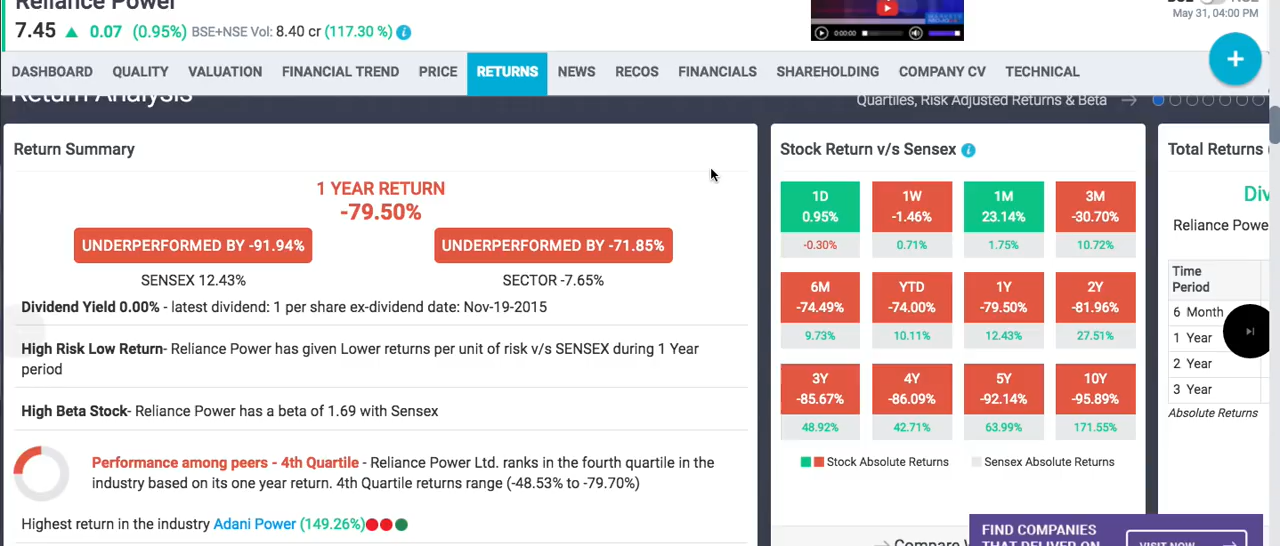 Reliance Power
7.45 ▲ 0.07 (0.95%) BSE+NSE Vol: 8.40 cr (117.30 %)
May 31, 04:00 PM
0:00:00
DASHBOARD QUALITY VALUATION FINANCIAL TREND PRICE RETURNS NEWS RECOS FINANCIALS SHAREHOLDING COMPANY CV TECHNICAL
Return Analysis
Quartiles, Risk Adjusted Returns & Beta
Return Summary
1 YEAR RETURN
-79.50%
UNDERPERFORMED BY -91.94% UNDERPERFORMED BY -71.85%
SENSEX 12.43% SECTOR -7.65%
Dividend Yield 0.00% - latest dividend: 1 per share ex-dividend date: Nov-19-2015
High Risk Low Return- Reliance Power has given Lower returns per unit of risk v/s SENSEX during 1 Year
period
High Beta Stock- Reliance Power has a beta of 1.69 with Sensex
Performance among peers - 4th Quartile - Reliance Power Ltd. ranks in the fourth quartile in the
industry based on its one year return. 4th Quartile returns range (-48.53% to -79.70%)
Highest return in the industry Adani Power (149.26%)
Stock Return v/s Sensex
1D 1W 1M 3M
0.95% -1.46% 23.14% -30.70%
-0.30% 0.71% 1.75% 10.72%
6M YTD 1Y 2Y
-74.49% -74.00% -79.50% -81.96%
9.73% 10.11% 12.43% 27.51%
3Y 4Y 5Y 10Y
-85.67% -86.09% -92.14% -95.89%
48.92% 42.71% 63.99% 171.55%
Stock Absolute Returns Sensex Absolute Returns
Compare
FIND COMPANIES
THAT DELIVER ON
VISIT NOW
Total Returns
Div
Reliance Powe
Time
Period
6 Month
1 Year
2 Year
3 Year
Absolute Returns